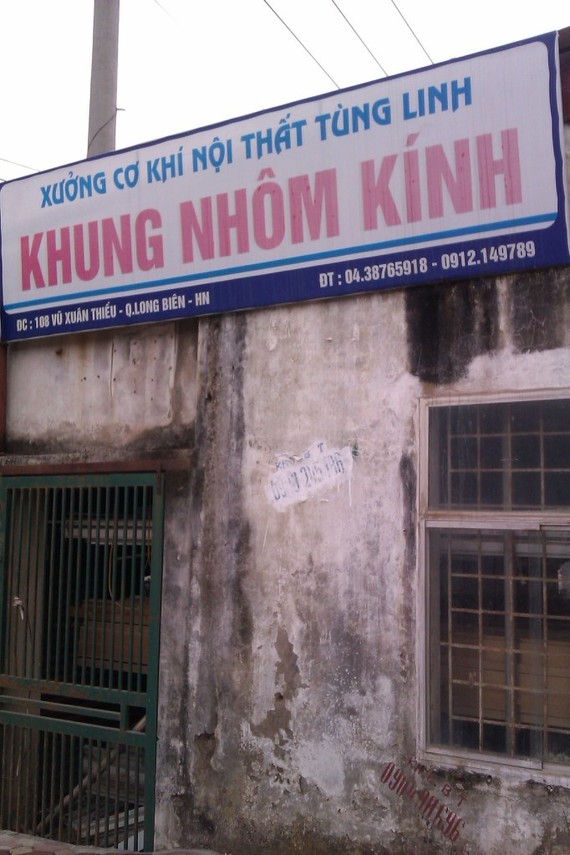 XƯỞNG CƠ KHÍ NỘI THẤT TÙNG LINH
KHUNG NHÔM KÍNH
ĐC : 108 VŨ XUÂN THIỀU - Q.LONG BIÊN - HN
ĐT : 04.38765918 - 0912.149789